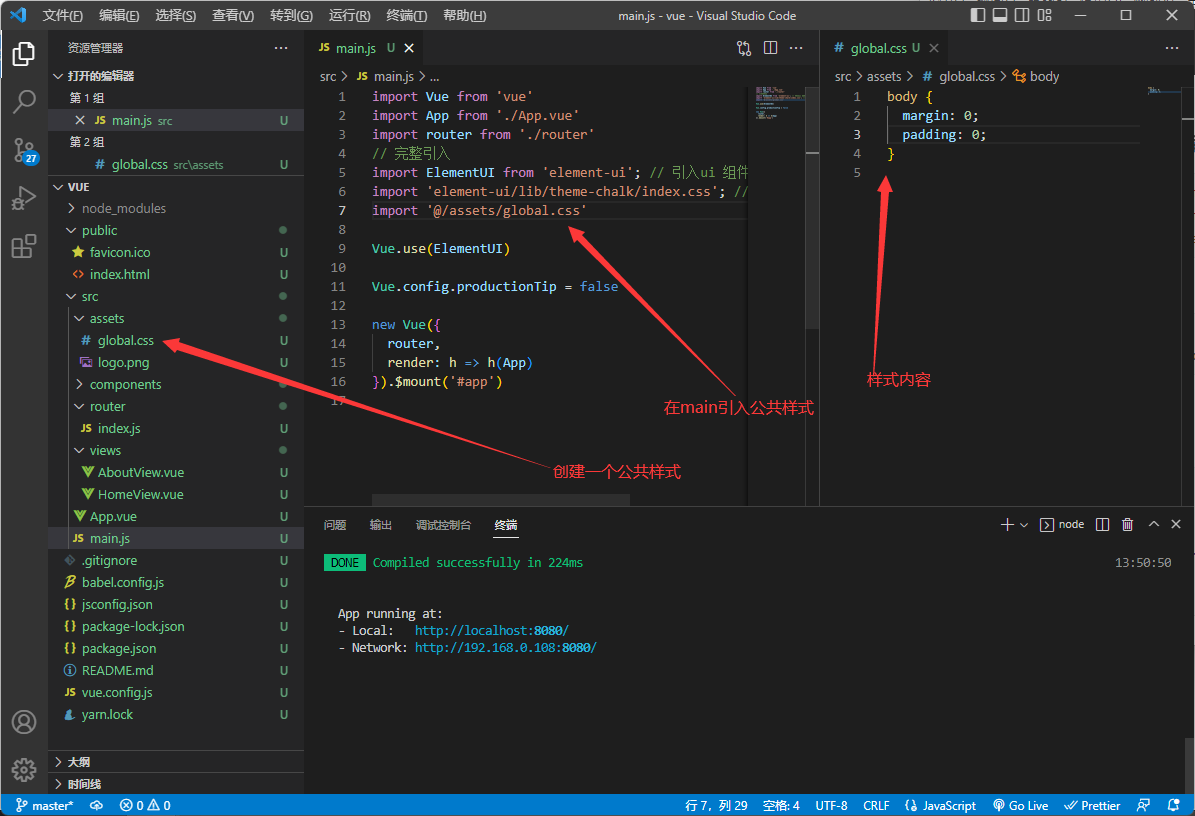 文件(F) 编辑(E) 选择(S) 查看(V) 转到(G) 运行(R) 终端(T) 帮助(H) main.js - vue - Visual Studio Code
资源管理器
打开的编辑器
第 1 组
JS main.js src U
第 2 组
# global.css src\assets U
VUE
node_modules
public
favicon.ico U
<> index.html U
src
assets
# global.css U
logo.png U
components
router
JS index.js U
views
AboutView.vue U
HomeView.vue U
App.vue U
JS main.js U
.gitignore U
babel.config.js U
{} jsconfig.json U
{} package-lock.json U
{} package.json U
README.md U
JS vue.config.js U
yarn.lock U
大纲
时间线
27
JS main.js U
src > JS main.js > ...
1 import Vue from 'vue'
2 import App from './App.vue'
3 import router from './router'
4 // 完整引入
5 import ElementUI from 'element-ui'; // 引入ui 组件
6 import 'element-ui/lib/theme-chalk/index.css'; //
7 import '@/assets/global.css'
8
9 Vue.use(ElementUI)
10
11 Vue.config.productionTip = false
12
13 new Vue({
14 router,
15 render: h => h(App)
16 }).$mount('#app')
17
# global.css U
src > assets > # global.css > body
1 body {
2 margin: 0;
3 padding: 0;
4 }
5
样式内容
在main引入公共样式
创建一个公共样式
问题 输出 调试控制台 终端 node
DONE Compiled successfully in 224ms 13:50:50
App running at:
- Local: http://localhost:8080/
- Network: http://192.168.0.108:8080/
master* 0 0 行 7，列 29 空格: 4 UTF-8 CRLF JavaScript Go Live Prettier